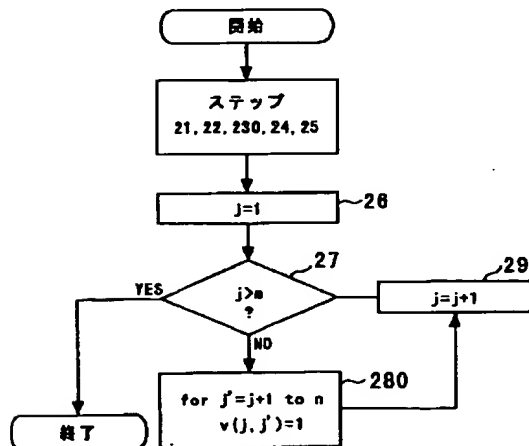 開始
ステップ
21, 22, 230, 24, 25
j=1
26
27
j>m
?
YES
NO
29
j=j+1
280
for j'=j+1 to n
v(j, j')=1
終了